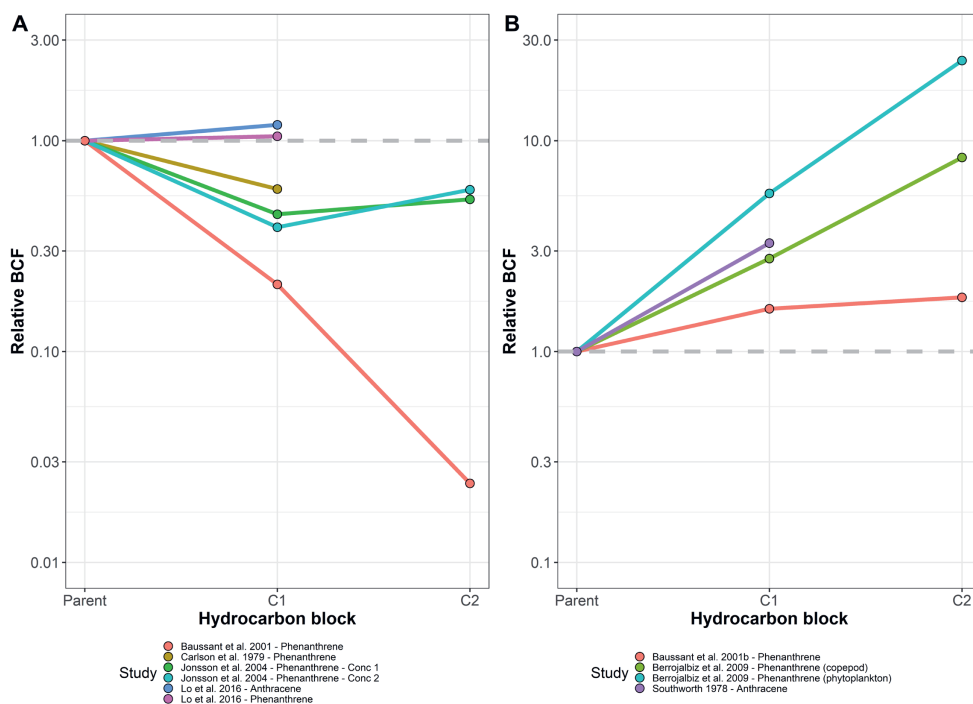 A
3.00
1.00
0.30
0.10
0.03
0.01
Relative BCF
Parent
C1
C2
Hydrocarbon block
Study
Baussant et al. 2001 - Phenanthrene
Carlson et al. 1979 - Phenanthrene
Jonsson et al. 2004 - Phenanthrene - Conc 1
Jonsson et al. 2004 - Phenanthrene - Conc 2
Lo et al. 2016 - Anthracene
Lo et al. 2016 - Phenanthrene
B
30.0
10.0
3.0
1.0
0.3
0.1
Relative BCF
Parent
C1
C2
Hydrocarbon block
Study
Baussant et al. 2001b - Phenanthrene
Berrojalbiz et al. 2009 - Phenanthrene (copepod)
Berrojalbiz et al. 2009 - Phenanthrene (phytoplankton)
Southworth 1978 - Anthracene